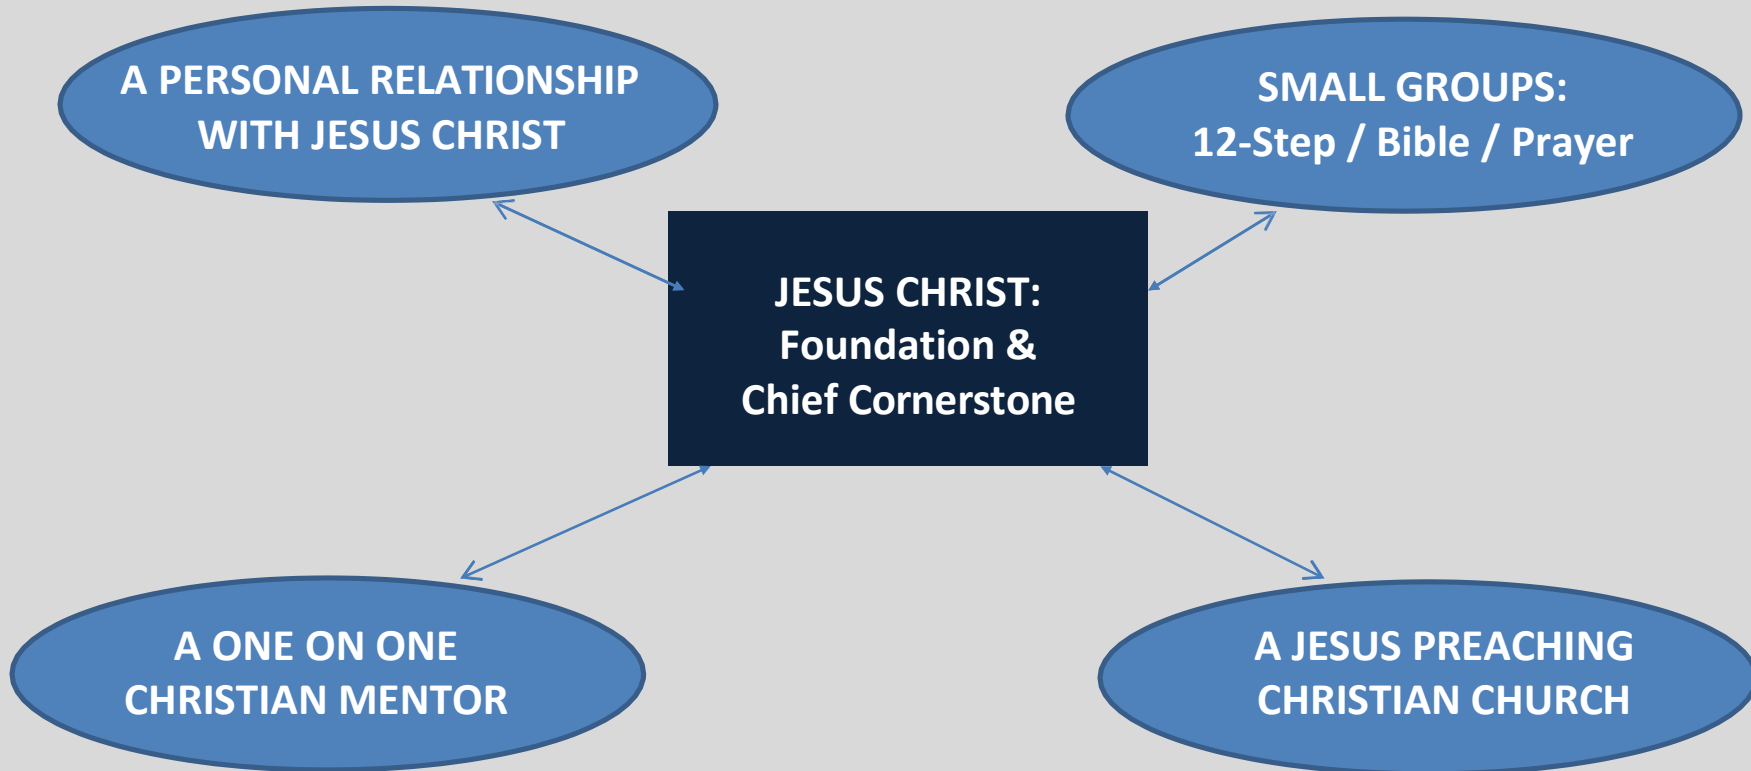 A PERSONAL RELATIONSHIP
WITH JESUS CHRIST
SMALL GROUPS:
12-Step / Bible / Prayer
JESUS CHRIST:
Foundation &
Chief Cornerstone
A ONE ON ONE
CHRISTIAN MENTOR
A JESUS PREACHING
CHRISTIAN CHURCH